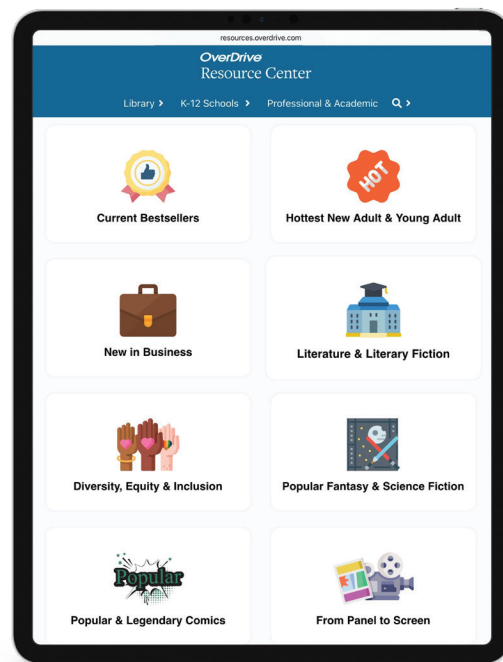 resources.overdrive.com
OverDrive
Resource Center
Library
K-12 Schools
Professional & Academic
Current Bestsellers
HOT
Hottest New Adult & Young Adult
New in Business
Literature & Literary Fiction
Diversity, Equity & Inclusion
Popular Fantasy & Science Fiction
Popular
Popular & Legendary Comics
From Panel to Screen